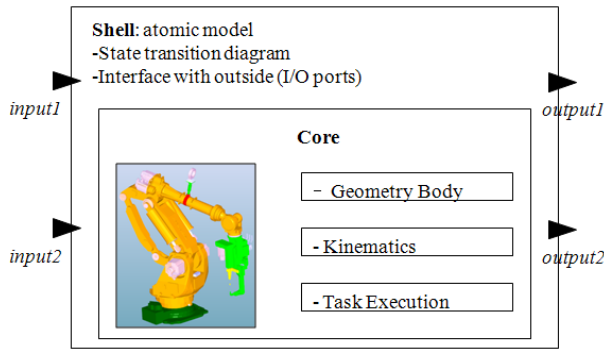 Shell: atomic model
-State transition diagram
-Interface with outside (I/O ports)
input1
output1
Core
- Geometry Body
input2
- Kinematics
output2
- Task Execution